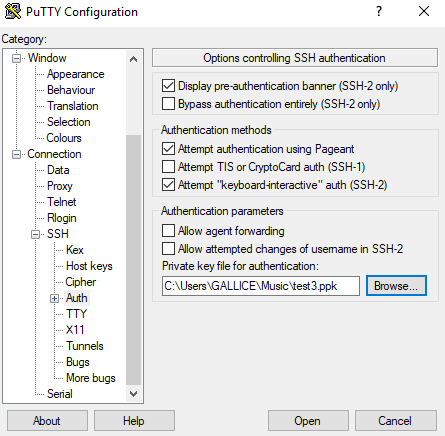 PuTTY Configuration
?
Category:
Window
Appearance
Behaviour
Translation
Selection
Colours
Connection
Data
Proxy
Telnet
Rlogin
SSH
Kex
Host keys
Cipher
Auth
TTY
X11
Tunnels
Bugs
More bugs
Serial
Options controlling SSH authentication
Display pre-authentication banner (SSH-2 only)
Bypass authentication entirely (SSH-2 only)
Authentication methods
Attempt authentication using Pageant
Attempt TIS or CryptoCard auth (SSH-1)
Attempt "keyboard-interactive" auth (SSH-2)
Authentication parameters
Allow agent forwarding
Allow attempted changes of username in SSH-2
Private key file for authentication:
C:\Users\GALLICE\Music\test3.ppk
Browse...
About
Help
Open
Cancel